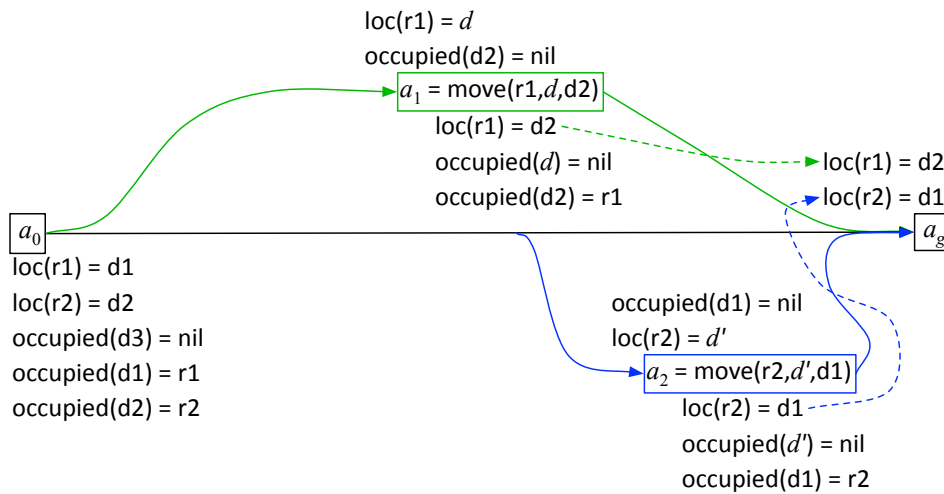 loc(r1) = d
occupied(d2) = nil
a₁ = move(r1,d,d2)
loc(r1) = d2
occupied(d) = nil
occupied(d2) = r1
loc(r1) = d2
loc(r2) = d1
a₀
a_g
loc(r1) = d1
loc(r2) = d2
occupied(d3) = nil
occupied(d1) = r1
occupied(d2) = r2
occupied(d1) = nil
loc(r2) = d'
a₂ = move(r2,d',d1)
loc(r2) = d1
occupied(d') = nil
occupied(d1) = r2